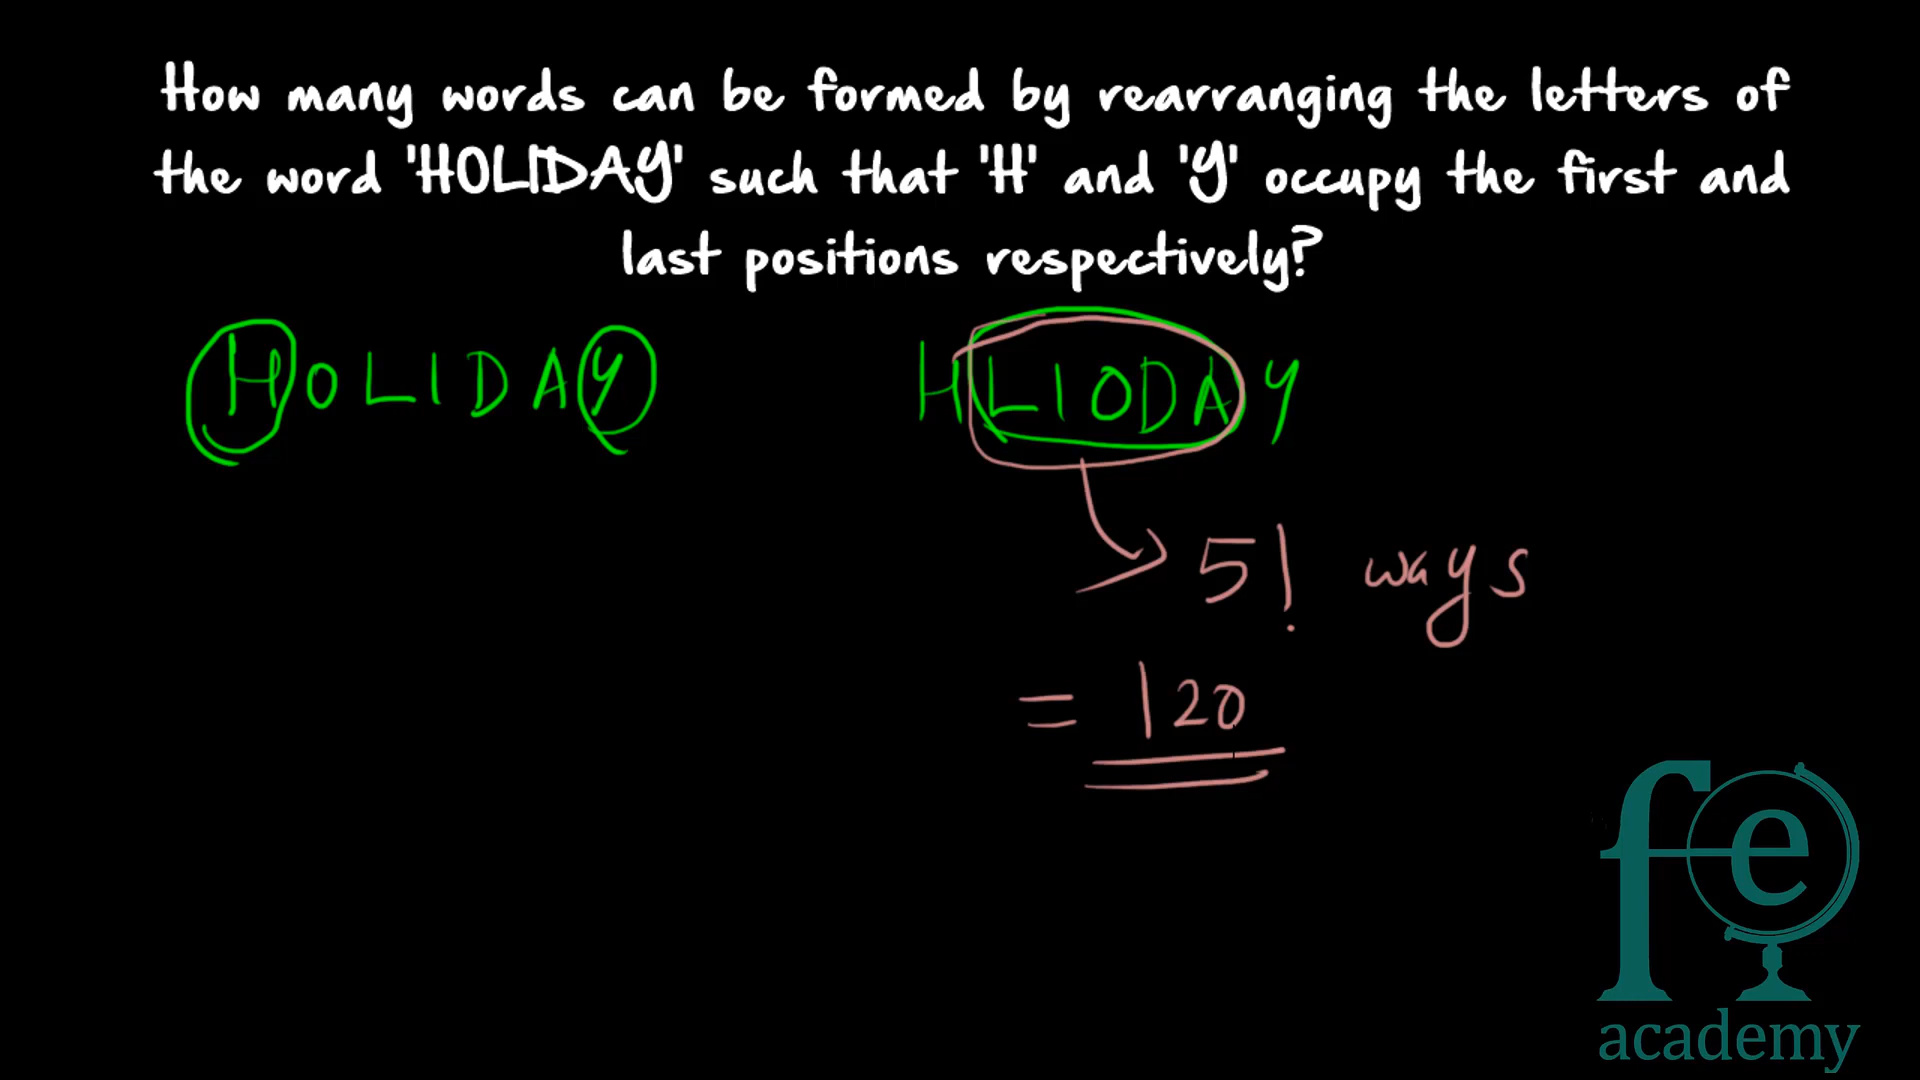 How many words can be formed by rearranging the letters of
the word 'HOLIDAY' such that 'H' and 'Y' occupy the first and
last positions respectively?
HOLIDAY
HLIODAY
5! ways
= 120
fe
academy